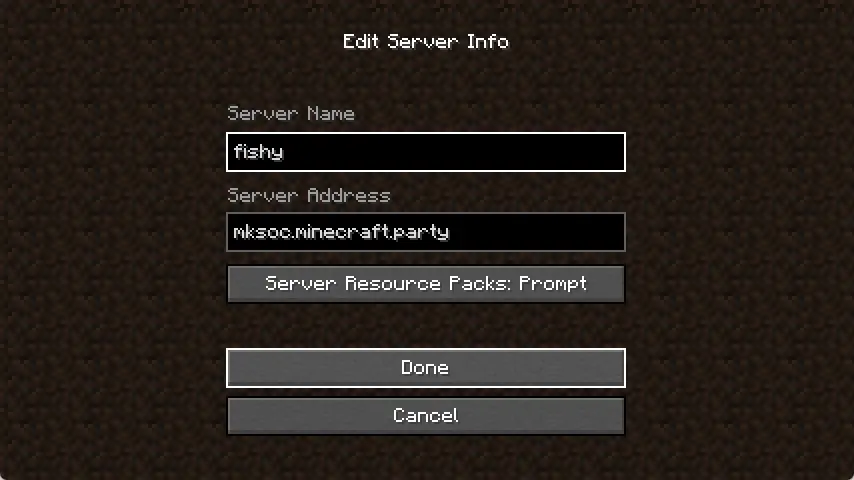 Edit Server Info
Server Name
fishy
Server Address
mksoc.minecraft.party
Server Resource Packs: Prompt
Done
Cancel